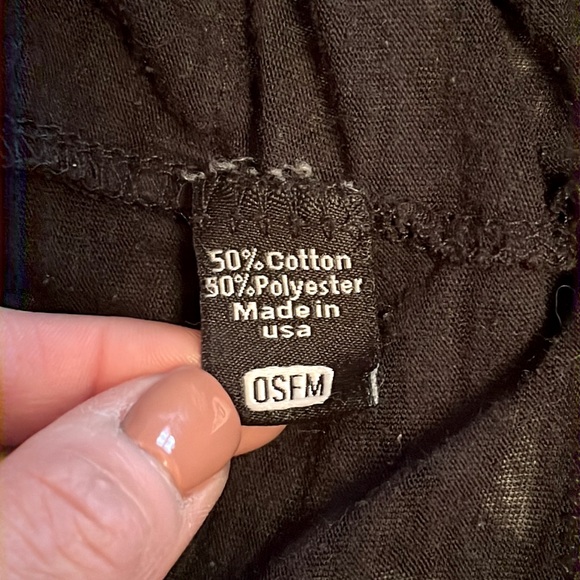 50%Cotton
50%Polyester
Made in
usa
OSFM